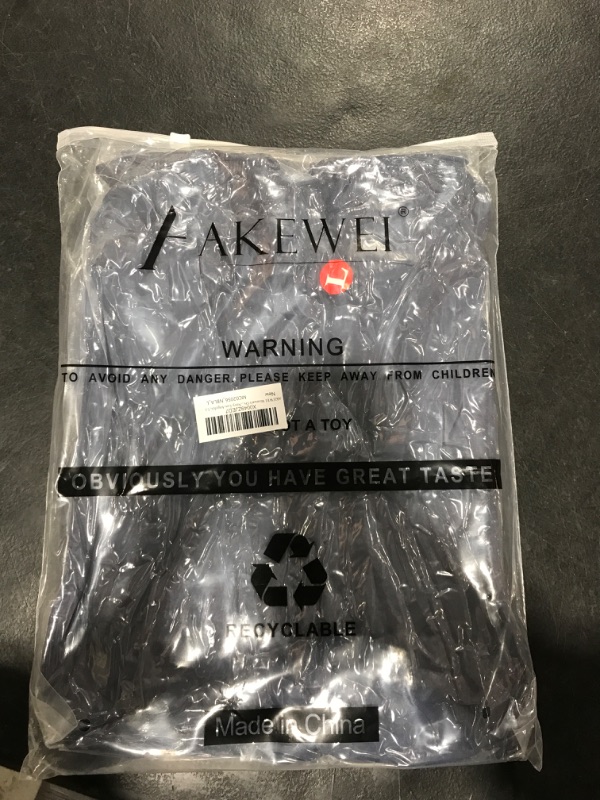 AKEWEI®
L
WARNING
TO AVOID ANY DANGER. PLEASE KEEP AWAY FROM CHILDREN
OT A TOY
OBVIOUSLY YOU HAVE GREAT TASTE
RECYCLABLE
Made in China